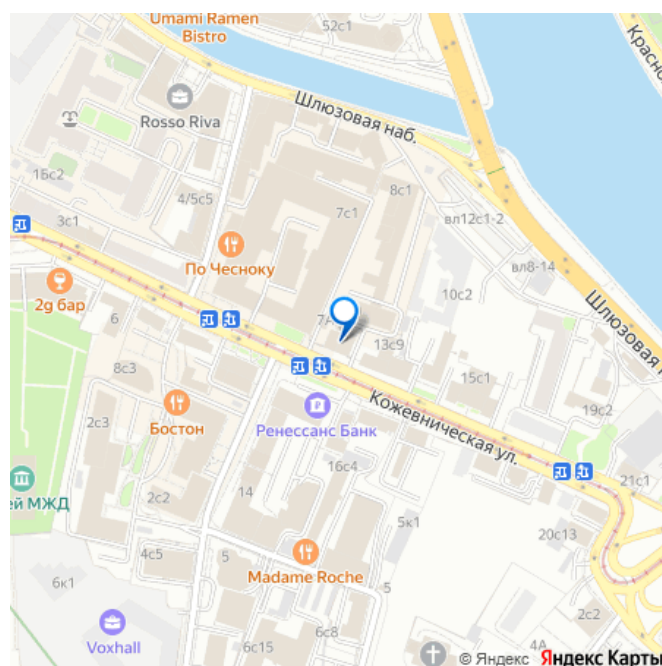 Umami Ramen
Bistro
52с1
Красно
Rosso Riva
Шлюзовая наб.
16с2
4/5с5
8с1
7с1
вл12с1-2
3с1
По Чесноку
вл8-14
10с2
Шлюзовая н
2g бар
6
7А
13с9
8с3
15с1
Кожевническая ул.
Бостон
Ренессанс Банк
2с3
19с2
16с4
21с1
ей МЖД
14
2с2
5к1
20с13
4с5
5
Madame Roche
6к1
5
2с2
Voxhall
6с15
6с8
4А
© Яндекс Яндекс Карты